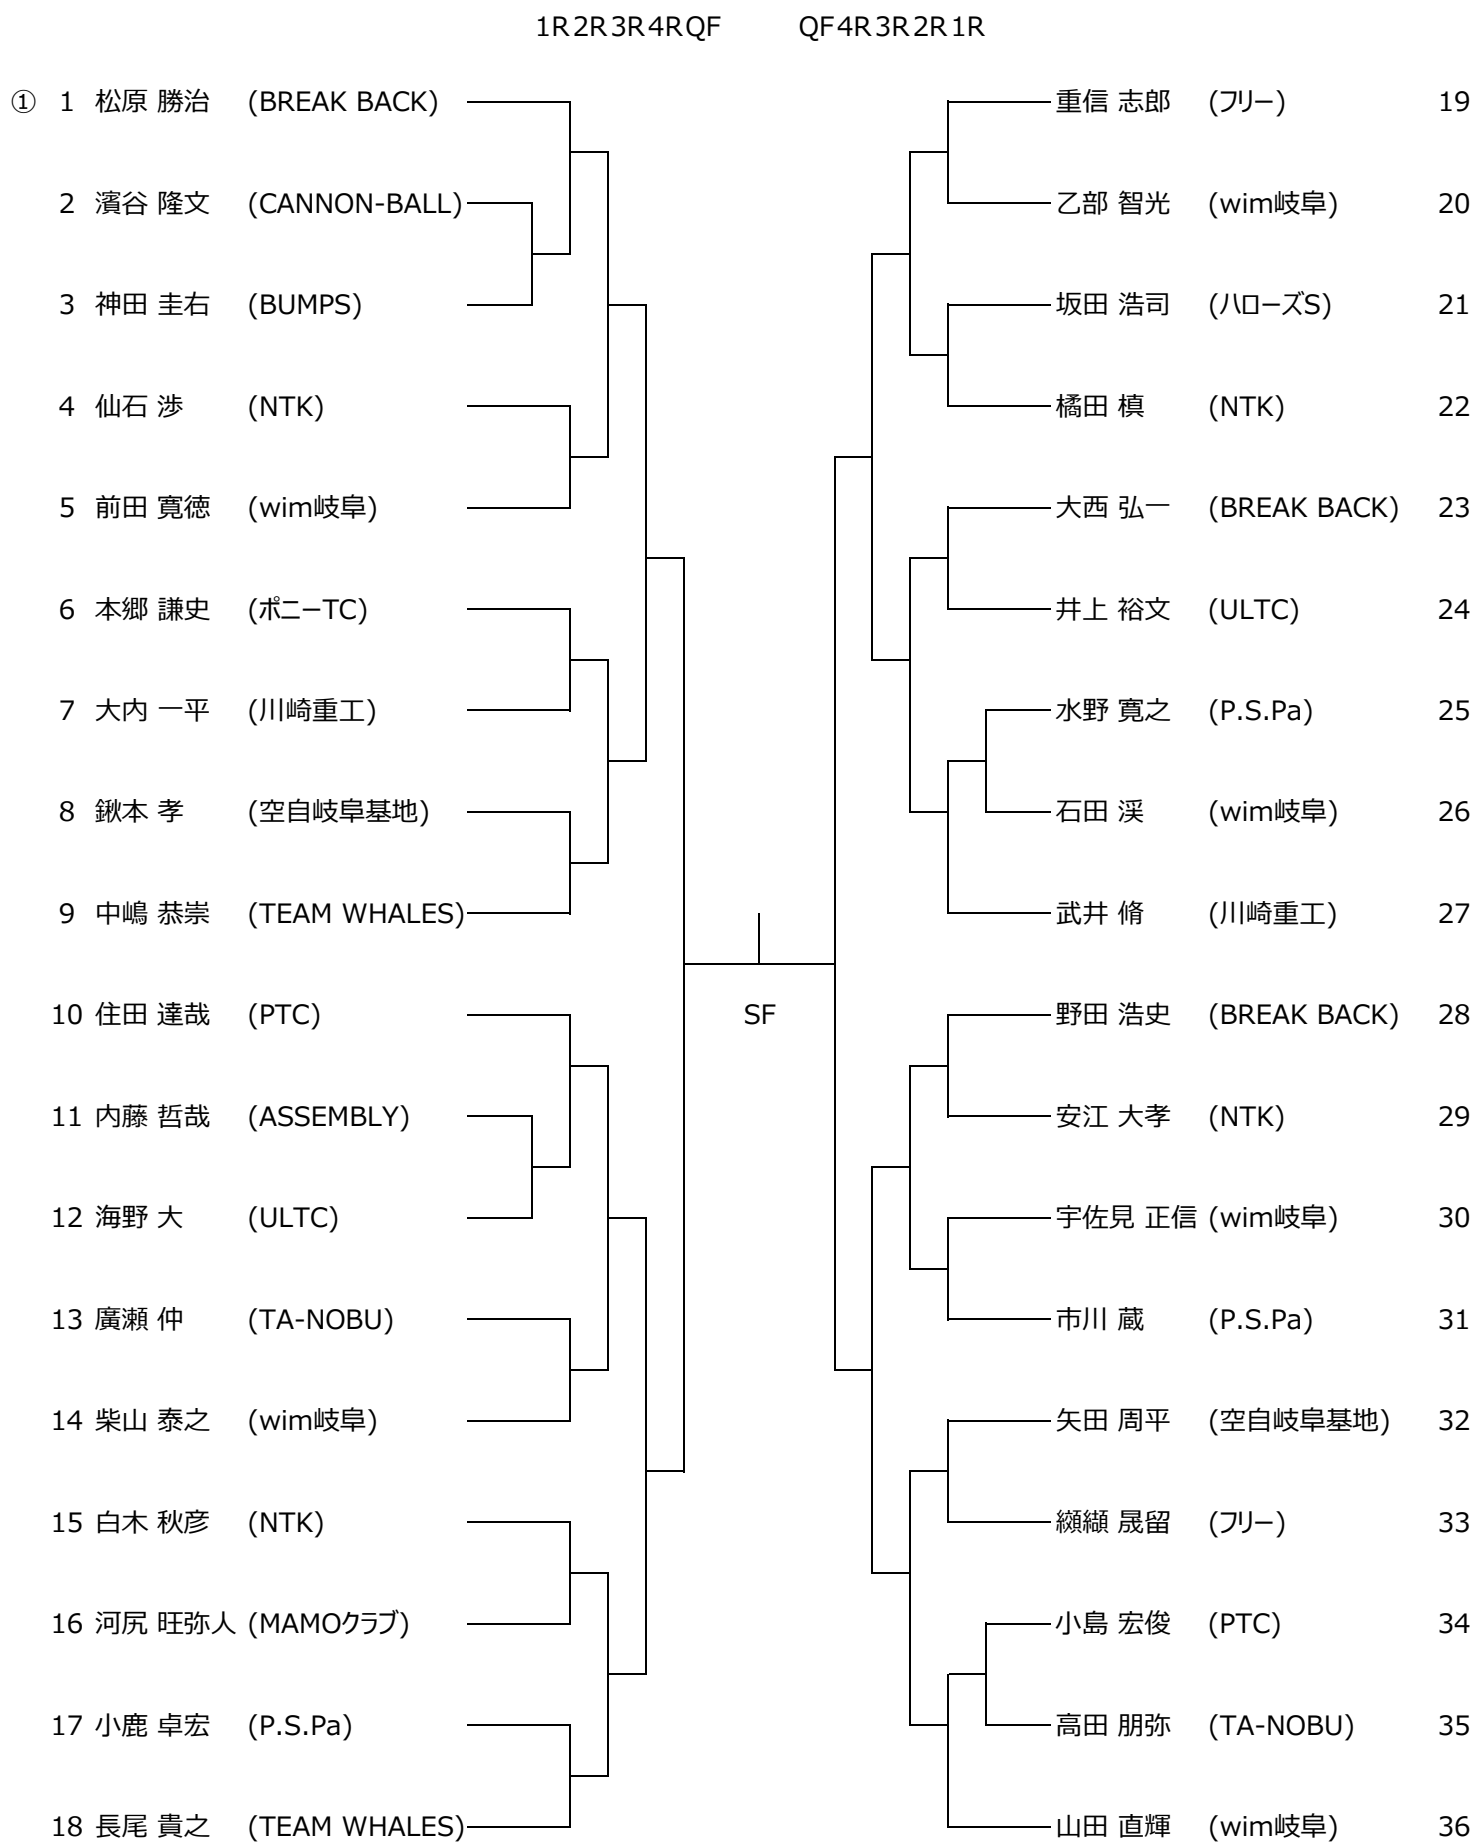 1R2R3R4RQF QF4R3R2R1R
① 1 松原 勝治 (BREAK BACK) 重信 志郎 (フリー) 19
2 濱谷 隆文 (CANNON-BALL) 乙部 智光 (wim岐阜) 20
3 神田 圭右 (BUMPS) 坂田 浩司 (ハローズS) 21
4 仙石 渉 (NTK) 橘田 槙 (NTK) 22
5 前田 寛徳 (wim岐阜) 大西 弘一 (BREAK BACK) 23
6 本郷 謙史 (ポニーTC) 井上 裕文 (ULTC) 24
7 大内 一平 (川崎重工) 水野 寛之 (P.S.Pa) 25
8 鍬本 孝 (空自岐阜基地) 石田 渓 (wim岐阜) 26
9 中嶋 恭崇 (TEAM WHALES) 武井 脩 (川崎重工) 27
10 住田 達哉 (PTC) SF 野田 浩史 (BREAK BACK) 28
11 内藤 哲哉 (ASSEMBLY) 安江 大孝 (NTK) 29
12 海野 大 (ULTC) 宇佐見 正信 (wim岐阜) 30
13 廣瀬 仲 (TA-NOBU) 市川 蔵 (P.S.Pa) 31
14 柴山 泰之 (wim岐阜) 矢田 周平 (空自岐阜基地) 32
15 白木 秋彦 (NTK) 纐纈 晟留 (フリー) 33
16 河尻 旺弥人 (MAMOクラブ) 小島 宏俊 (PTC) 34
17 小鹿 卓宏 (P.S.Pa) 高田 朋弥 (TA-NOBU) 35
18 長尾 貴之 (TEAM WHALES) 山田 直輝 (wim岐阜) 36